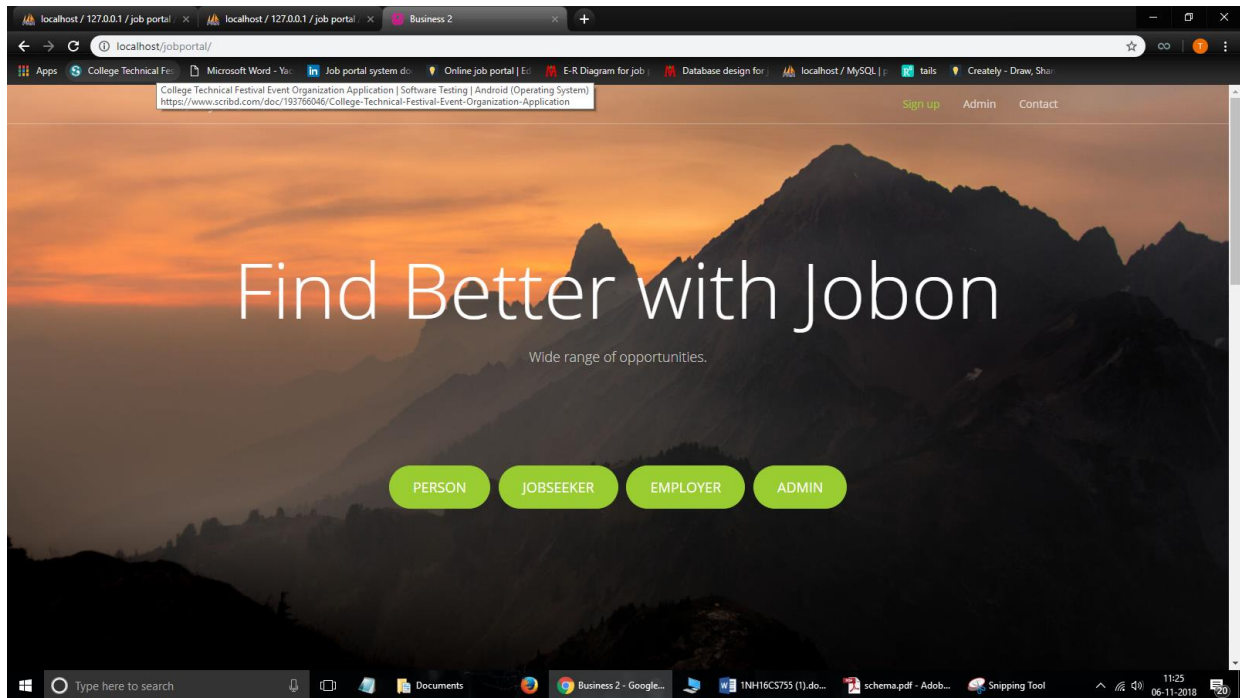 localhost / 127.0.0.1 / job portal /
localhost / 127.0.0.1 / job portal /
Business 2
localhost/jobportal/
Apps
College Technical Fes
Microsoft Word - Yac
Job portal system do
Online job portal | Ed
E-R Diagram for job p
Database design for j
localhost / MySQL | p
tails
Creately - Draw, Shar
College Technical Festival Event Organization Application | Software Testing | Android (Operating System)
https://www.scribd.com/doc/193766046/College-Technical-Festival-Event-Organization-Application
Sign up Admin Contact
Find Better with Jobon
Wide range of opportunities.
PERSON JOBSEEKER EMPLOYER ADMIN
Type here to search
Documents
Business 2 - Google...
1NH16CS755 (1).do...
schema.pdf - Adob...
Snipping Tool
11:25
06-11-2018
20